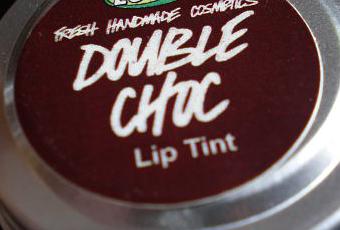 FRESH HANDMADE COSMETICS
DOUBLE
CHOC
Lip Tint